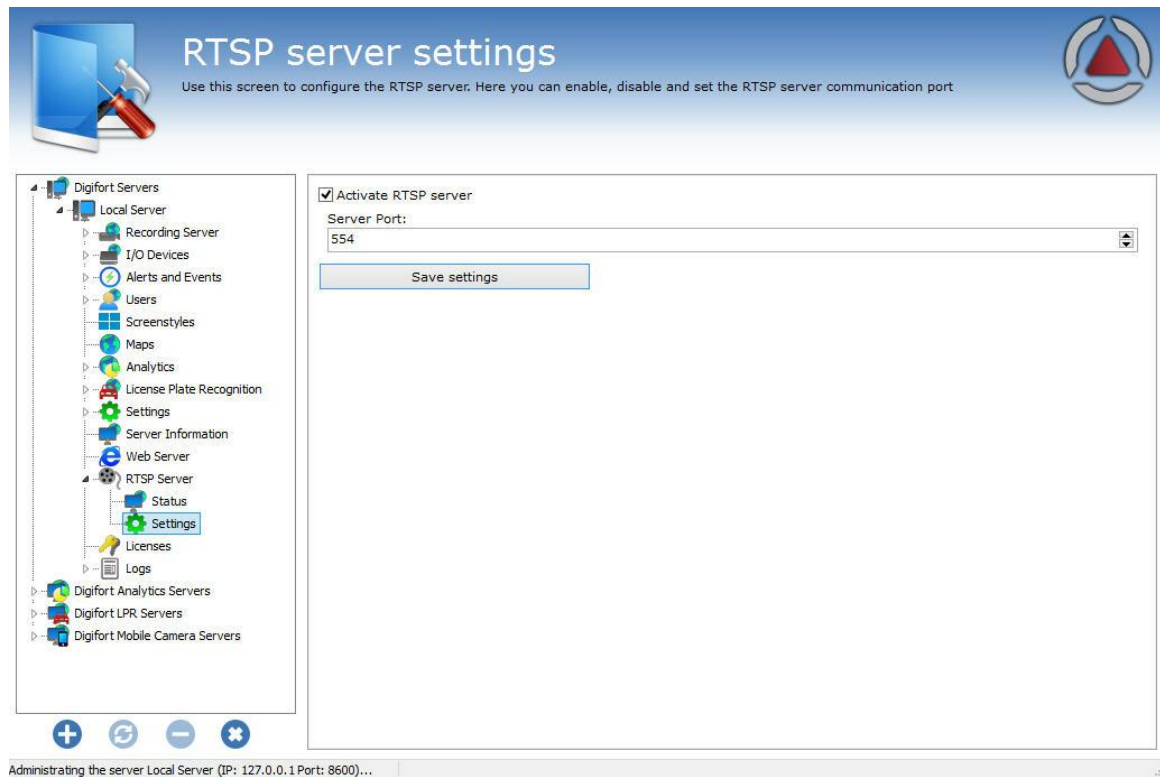 RTSP server settings
Use this screen to configure the RTSP server. Here you can enable, disable and set the RTSP server communication port
Digifort Servers
Local Server
Recording Server
I/O Devices
Alerts and Events
Users
Screenstyles
Maps
Analytics
License Plate Recognition
Settings
Server Information
Web Server
RTSP Server
Status
Settings
Licenses
Logs
Digifort Analytics Servers
Digifort LPR Servers
Digifort Mobile Camera Servers
Activate RTSP server
Server Port:
554
Save settings
Administrating the server Local Server (IP: 127.0.0.1 Port: 8600)...